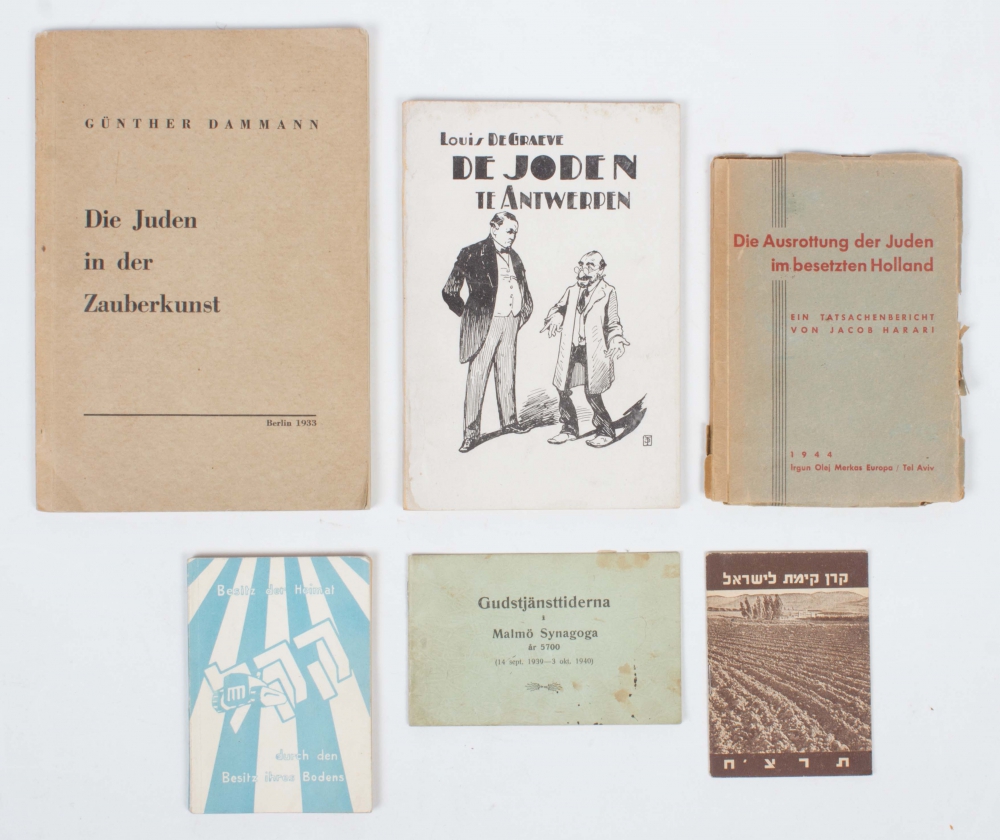 GÜNTHER DAMMANN
Die Juden
in der
Zauberkunst
Berlin 1933
Louis DeGraeve
DE JODEN
TE ANTWERPEN
Die Ausrottung der Juden
im besetzten Holland
EIN TATSACHENBERICHT
VON JACOB HARARI
1944
Irgun Olej Merkas Europa / Tel Aviv
Besitz der Heimat
קקל
durch den
Besitz ihres Bodens
Gudstjänsttiderna
i
Malmö Synagoga
år 5700
(14 sept. 1939—3 okt. 1940)
קרן קימת לישראל
תרצ"ח